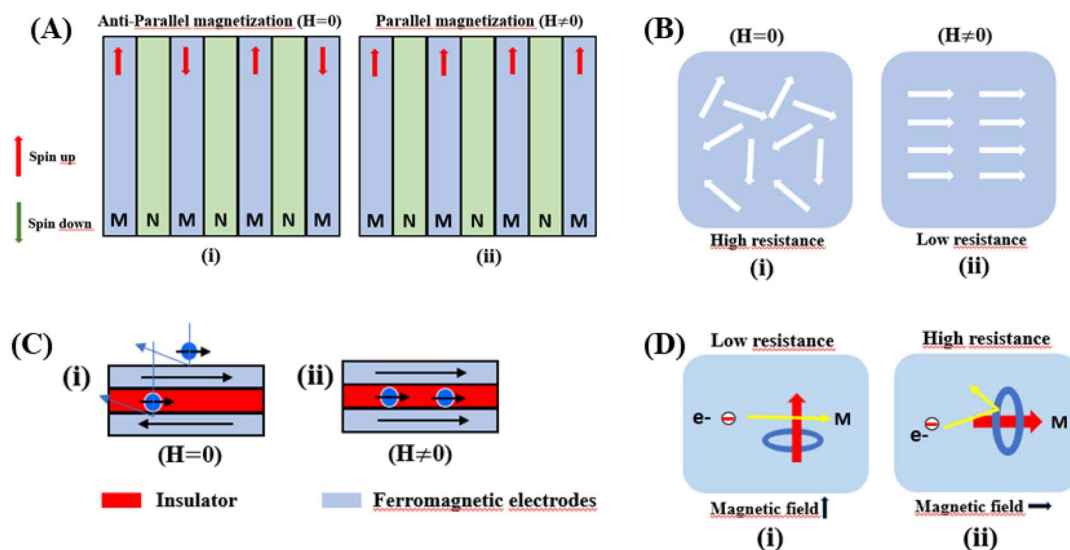 (A)
Anti-Parallel magnetization (H=0)
Parallel magnetization (H≠0)
Spin up
Spin down
M N M N M N M
M N M N M N M
(i)
(ii)
(B)
(H=0)
(H≠0)
High resistance
Low resistance
(i)
(ii)
(C)
(i)
(ii)
(H=0)
(H≠0)
Insulator
Ferromagnetic electrodes
(D)
Low resistance
High resistance
e-
M
e-
M
Magnetic field
Magnetic field
(i)
(ii)